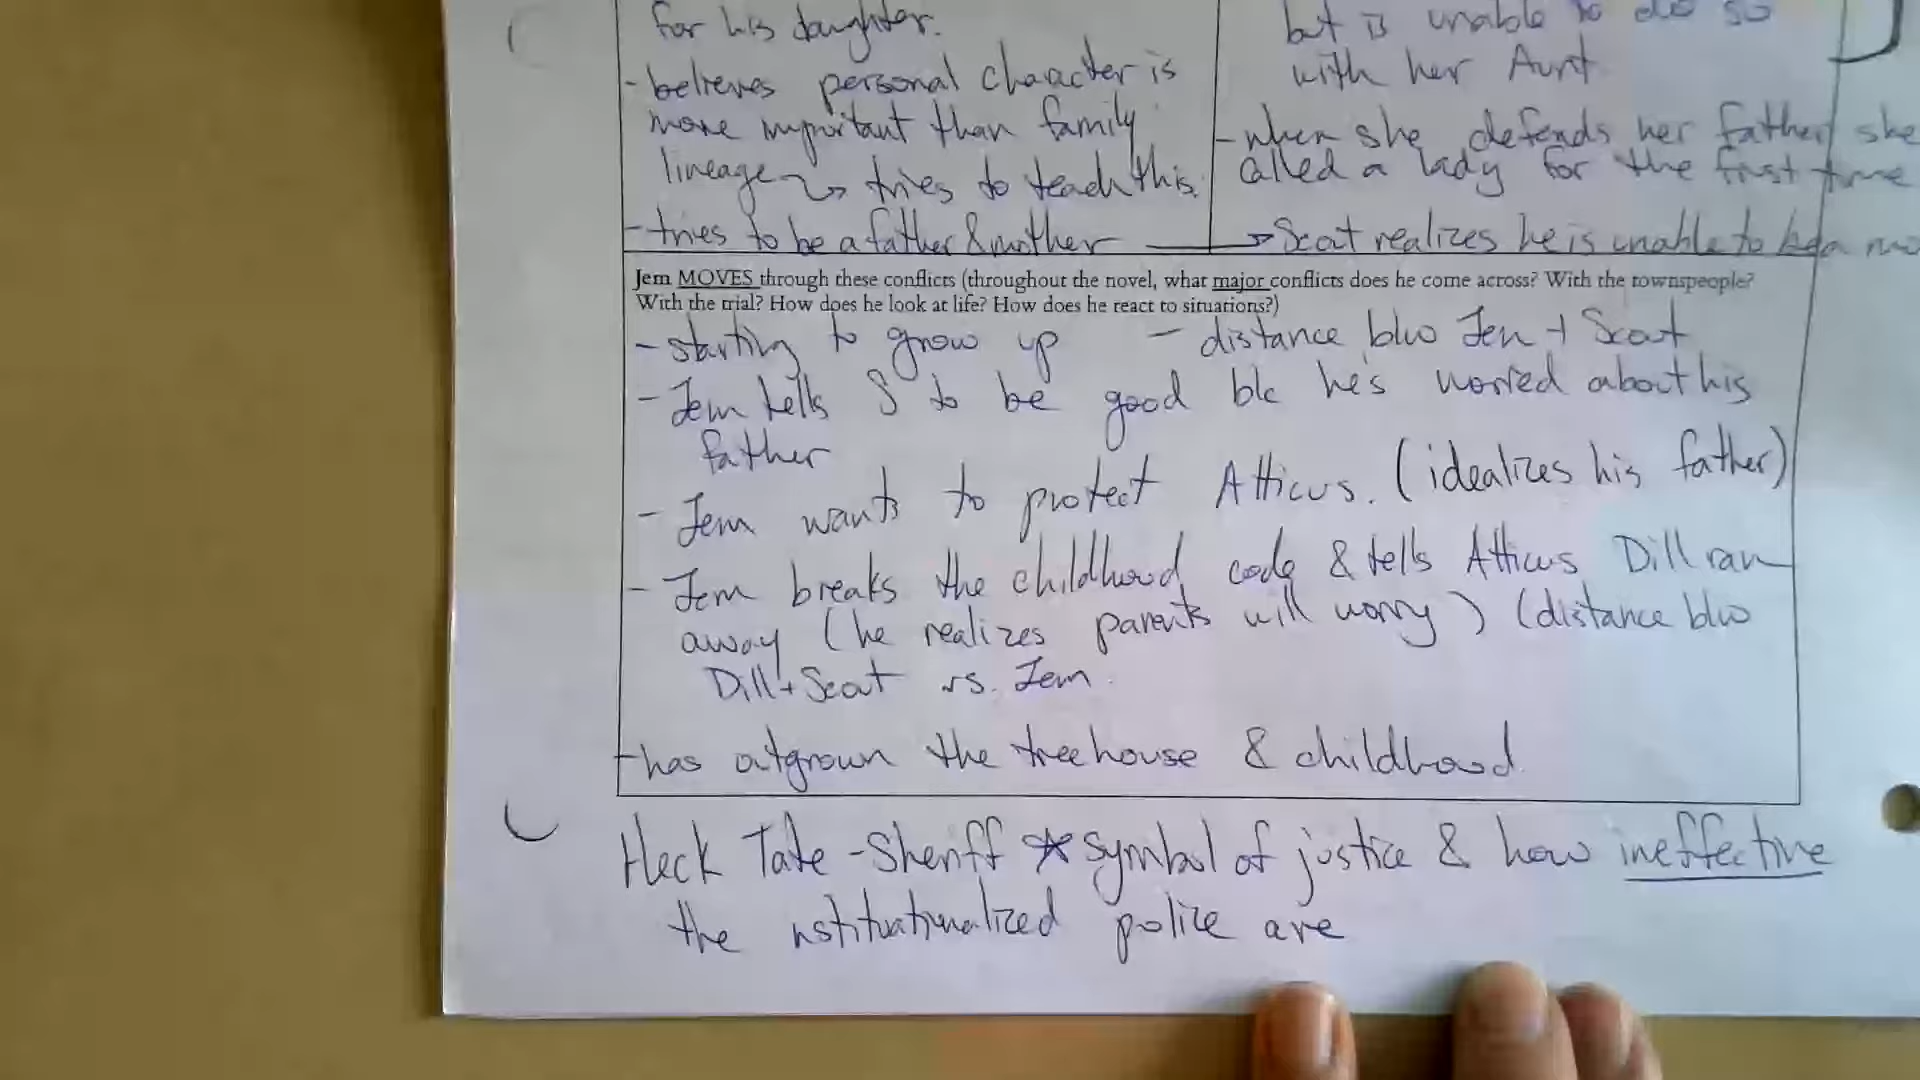 for his daughter.
- believes personal character is
more important than family
lineage → tries to teach this.
- tries to be a father & mother →
but is unable to do so
with her Aunt
- when she defends her father she
called a lady for the first time
Scout realizes he is unable to be a mo
Jem MOVES through these conflicts (throughout the novel, what major conflicts does he come across? With the townspeople?
With the trial? How does he look at life? How does he react to situations?)
- starting to grow up - distance b/w Jem + Scout
- Jem tells S to be good b/c he's worried about his
father
- Jem wants to protect Atticus. (idealizes his father)
- Jem breaks the childhood code & tells Atticus Dill ran
away (he realizes parents will worry) (distance b/w
Dill + Scout vs. Jem.
- has outgrown the treehouse & childhood.
Heck Tate - Sheriff * symbol of justice & how ineffective
the institutionalized police are